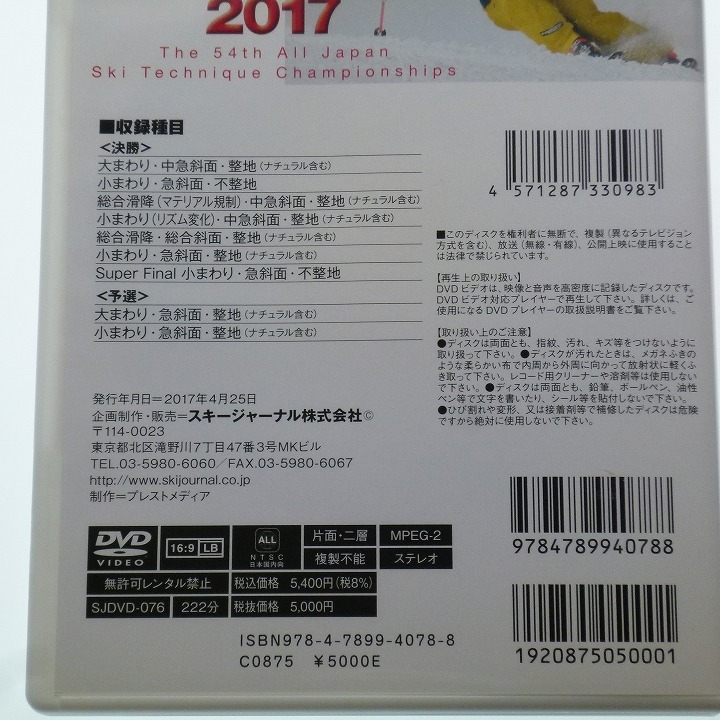 2017
The 54th All Japan
Ski Technique Championships
■収録種目
<決勝>
大まわり・中急斜面・整地(ナチュラル含む)
小まわり・急斜面・不整地
総合滑降(マテリアル規制)・中急斜面・整地(ナチュラル含む)
小まわり(リズム変化)・中急斜面・整地(ナチュラル含む)
総合滑降・総合斜面・整地(ナチュラル含む)
小まわり・急斜面・整地(ナチュラル含む)
Super Final 小まわり・急斜面・不整地
<予選>
大まわり・急斜面・整地(ナチュラル含む)
小まわり・急斜面・整地(ナチュラル含む)
発行年月日=2017年4月25日
企画制作・販売=スキージャーナル株式会社©
〒114-0023
東京都北区滝野川7丁目47番3号MKビル
TEL.03-5980-6060/FAX.03-5980-6067
http://www.skijournal.co.jp
制作=プレストメディア
4 571287 330983
■このディスクを権利者に無断で、複製(異なるテレビジョン
方式を含む)、放送(無線・有線)、公開上映に使用すること
は法律で禁じられています。
【再生上の取り扱い】
DVDビデオは、映像と音声を高密度に記録したディスクです。
DVDビデオ対応プレイヤーで再生して下さい。詳しくは、ご
使用になるDVDプレイヤーの取扱説明書をご覧下さい。
【取り扱い上のご注意】
●ディスクは両面とも、指紋、汚れ、キズ等をつけないように
取り扱って下さい。●ディスクが汚れたときは、メガネふきの
ような柔らかい布で内周から外周に向かって放射状に軽くふ
き取って下さい。レコード用クリーナーや溶剤等は使用しない
で下さい。●ディスクは両面とも、鉛筆、ボールペン、油性
ペン等で文字を書いたり、シール等を貼付しないで下さい。
●ひび割れや変形、又は接着剤等で補修したディスクは危険
ですから絶対に使用しないで下さい。
DVD VIDEO
16:9 LB
ALL
NTSC
日本国内向
片面・二層
MPEG-2
複製不能
ステレオ
無許可レンタル禁止
税込価格 5,400円(税8%)
SJDVD-076
222分
税抜価格 5,000円
ISBN978-4-7899-4078-8
C0875 ¥5000E
9784789940788
1920875050001